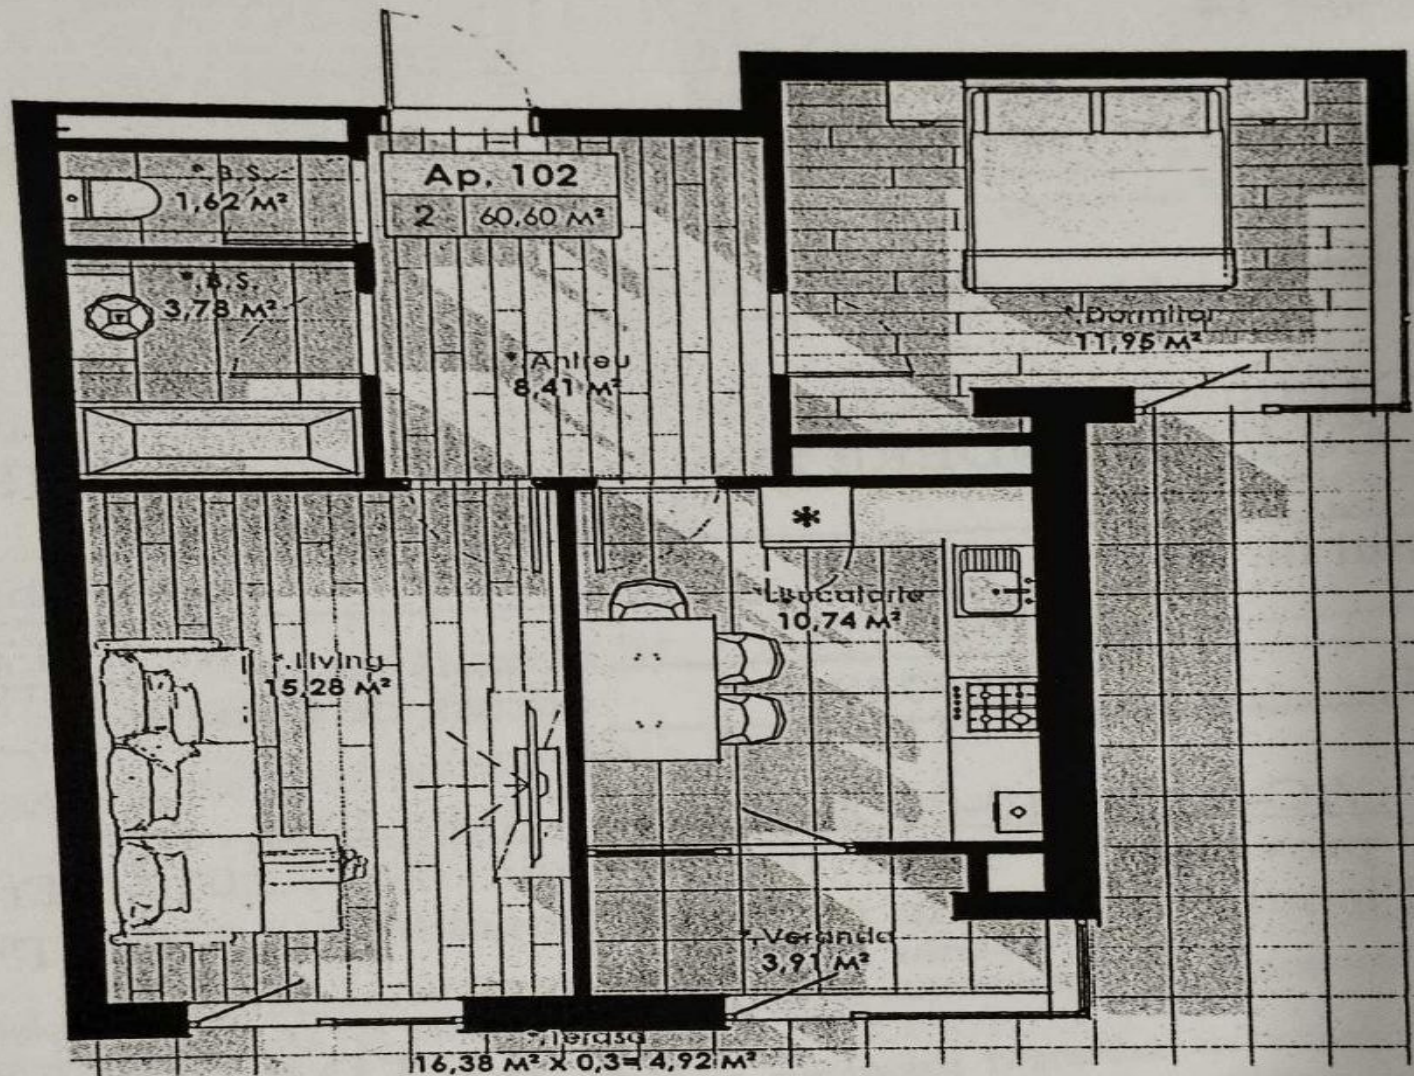 Ap. 102
2 60,60 M²
*.B.S.
1,62 M²
*.B.S.
3,78 M²
*.Antreu
8,41 M²
*.Dormitor
11,95 M²
*.Bucatarie
10,74 M²
*.Living
15,28 M²
*.Veranda
3,91 M²
*.Terasa
16,38 M² X 0,3= 4,92 M²